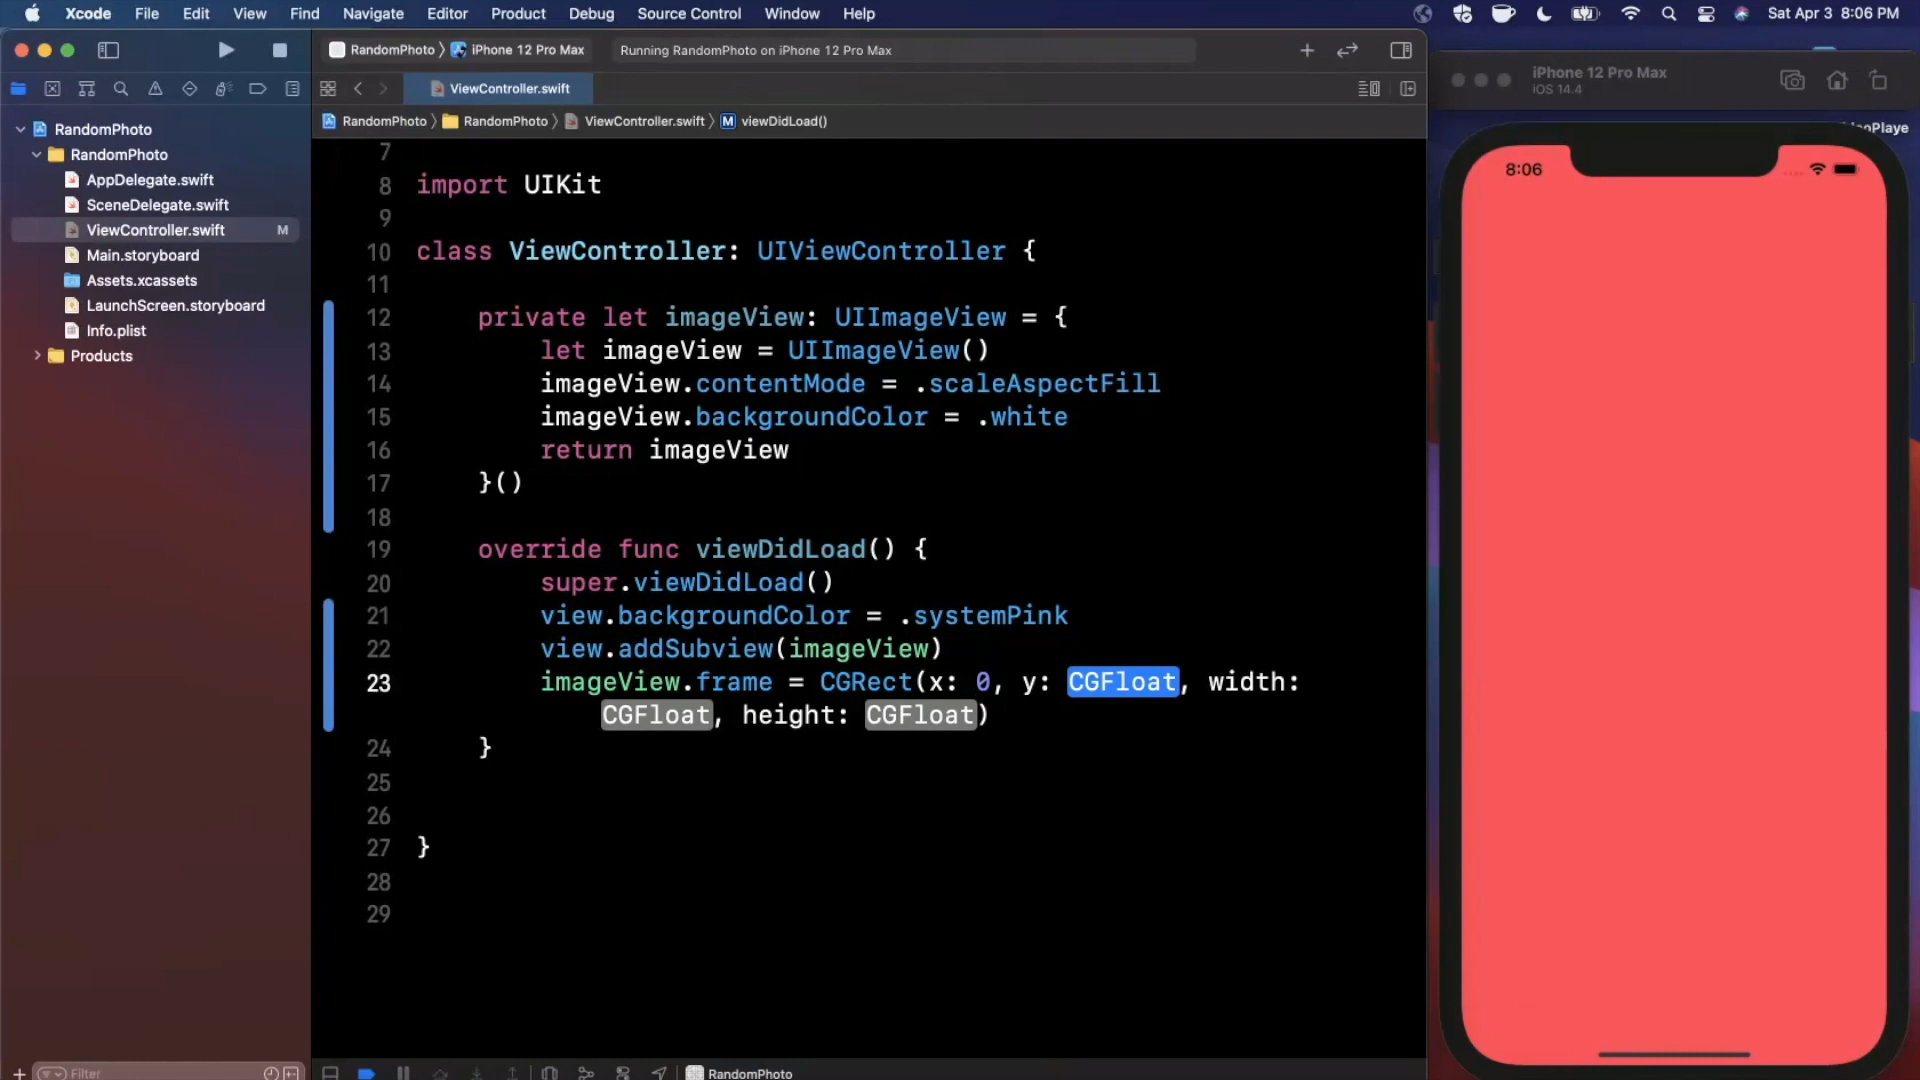 Xcode File Edit View Find Navigate Editor Product Debug Source Control Window Help Sat Apr 3 8:06 PM
RandomPhoto iPhone 12 Pro Max Running RandomPhoto on iPhone 12 Pro Max
ViewController.swift
RandomPhoto RandomPhoto ViewController.swift M viewDidLoad()
RandomPhoto
RandomPhoto
AppDelegate.swift
SceneDelegate.swift
ViewController.swift M
Main.storyboard
Assets.xcassets
LaunchScreen.storyboard
Info.plist
Products
Filter
7
8 import UIKit
9
10 class ViewController: UIViewController {
11
12 private let imageView: UIImageView = {
13 let imageView = UIImageView()
14 imageView.contentMode = .scaleAspectFill
15 imageView.backgroundColor = .white
16 return imageView
17 }()
18
19 override func viewDidLoad() {
20 super.viewDidLoad()
21 view.backgroundColor = .systemPink
22 view.addSubview(imageView)
23 imageView.frame = CGRect(x: 0, y: CGFloat, width:
CGFloat, height: CGFloat)
24 }
25
26
27 }
28
29
RandomPhoto
iPhone 12 Pro Max
iOS 14.4
8:06